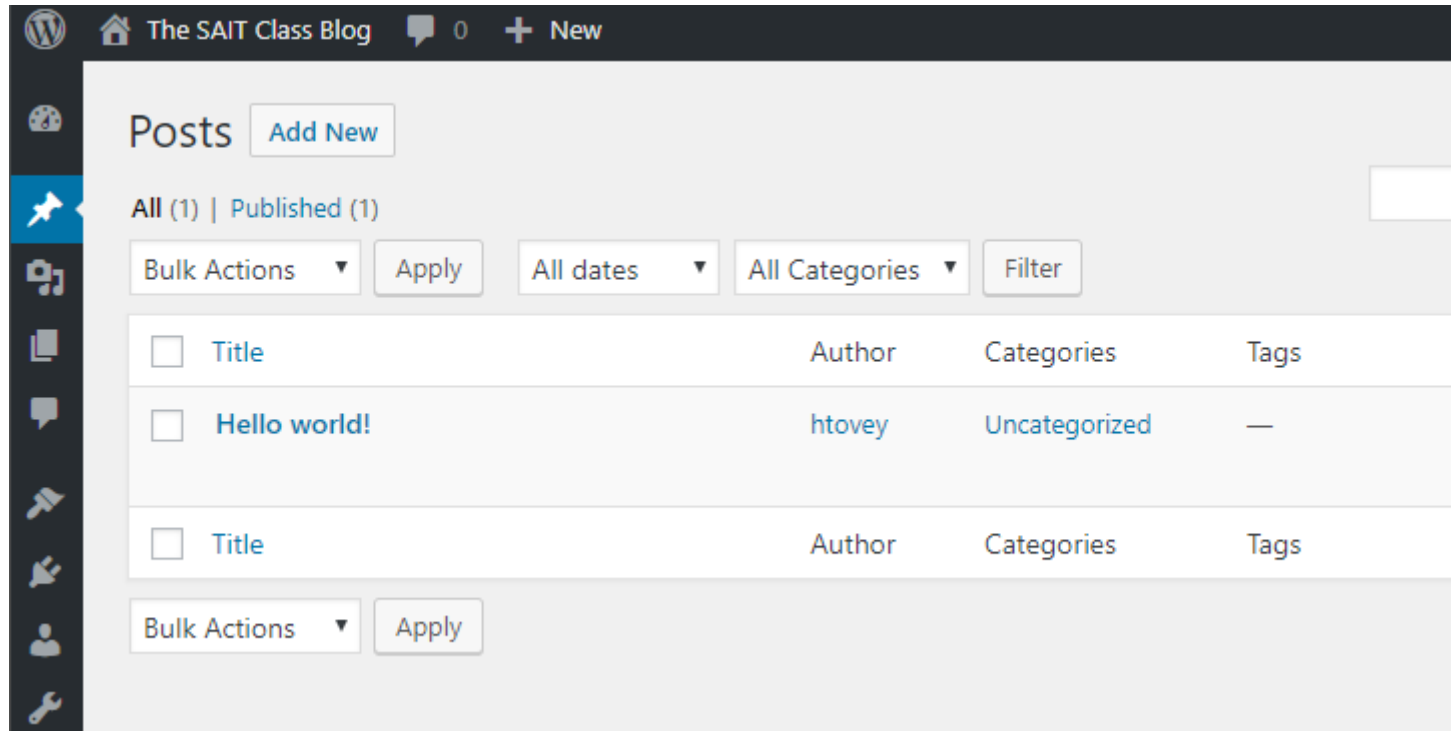 The SAIT Class Blog 0 + New
Posts Add New
All (1) | Published (1)
Bulk Actions Apply All dates All Categories Filter
Title Author Categories Tags
Hello world! htovey Uncategorized —
Title Author Categories Tags
Bulk Actions Apply